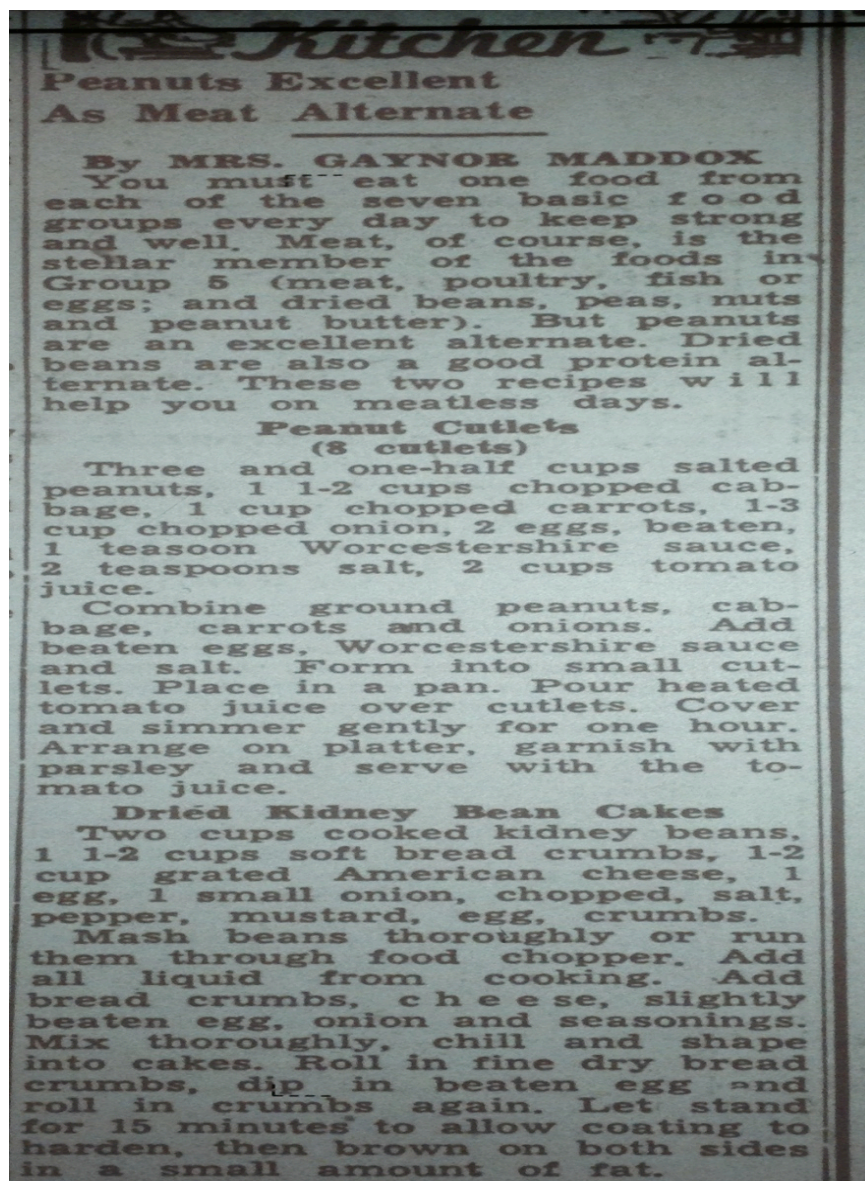 Kitchen
Peanuts Excellent
As Meat Alternate
By MRS. GAYNOR MADDOX
You must eat one food from
each of the seven basic food
groups every day to keep strong
and well. Meat, of course, is the
stellar member of the foods in
Group 5 (meat, poultry, fish or
eggs; and dried beans, peas, nuts
and peanut butter). But peanuts
are an excellent alternate. Dried
beans are also a good protein al-
ternate. These two recipes will
help you on meatless days.
Peanut Cutlets
(8 cutlets)
Three and one-half cups salted
peanuts, 1 1-2 cups chopped cab-
bage, 1 cup chopped carrots, 1-3
cup chopped onion, 2 eggs, beaten,
1 teasoon Worcestershire sauce,
2 teaspoons salt, 2 cups tomato
juice.
Combine ground peanuts, cab-
bage, carrots and onions. Add
beaten eggs, Worcestershire sauce
and salt. Form into small cut-
lets. Place in a pan. Pour heated
tomato juice over cutlets. Cover
and simmer gently for one hour.
Arrange on platter, garnish with
parsley and serve with the to-
mato juice.
Dried Kidney Bean Cakes
Two cups cooked kidney beans,
1 1-2 cups soft bread crumbs, 1-2
cup grated American cheese, 1
egg, 1 small onion, chopped, salt,
pepper, mustard, egg, crumbs.
Mash beans thoroughly or run
them through food chopper. Add
all liquid from cooking. Add
bread crumbs, cheese, slightly
beaten egg, onion and seasonings.
Mix thoroughly, chill and shape
into cakes. Roll in fine dry bread
crumbs, dip in beaten egg and
roll in crumbs again. Let stand
for 15 minutes to allow coating to
harden, then brown on both sides
in a small amount of fat.